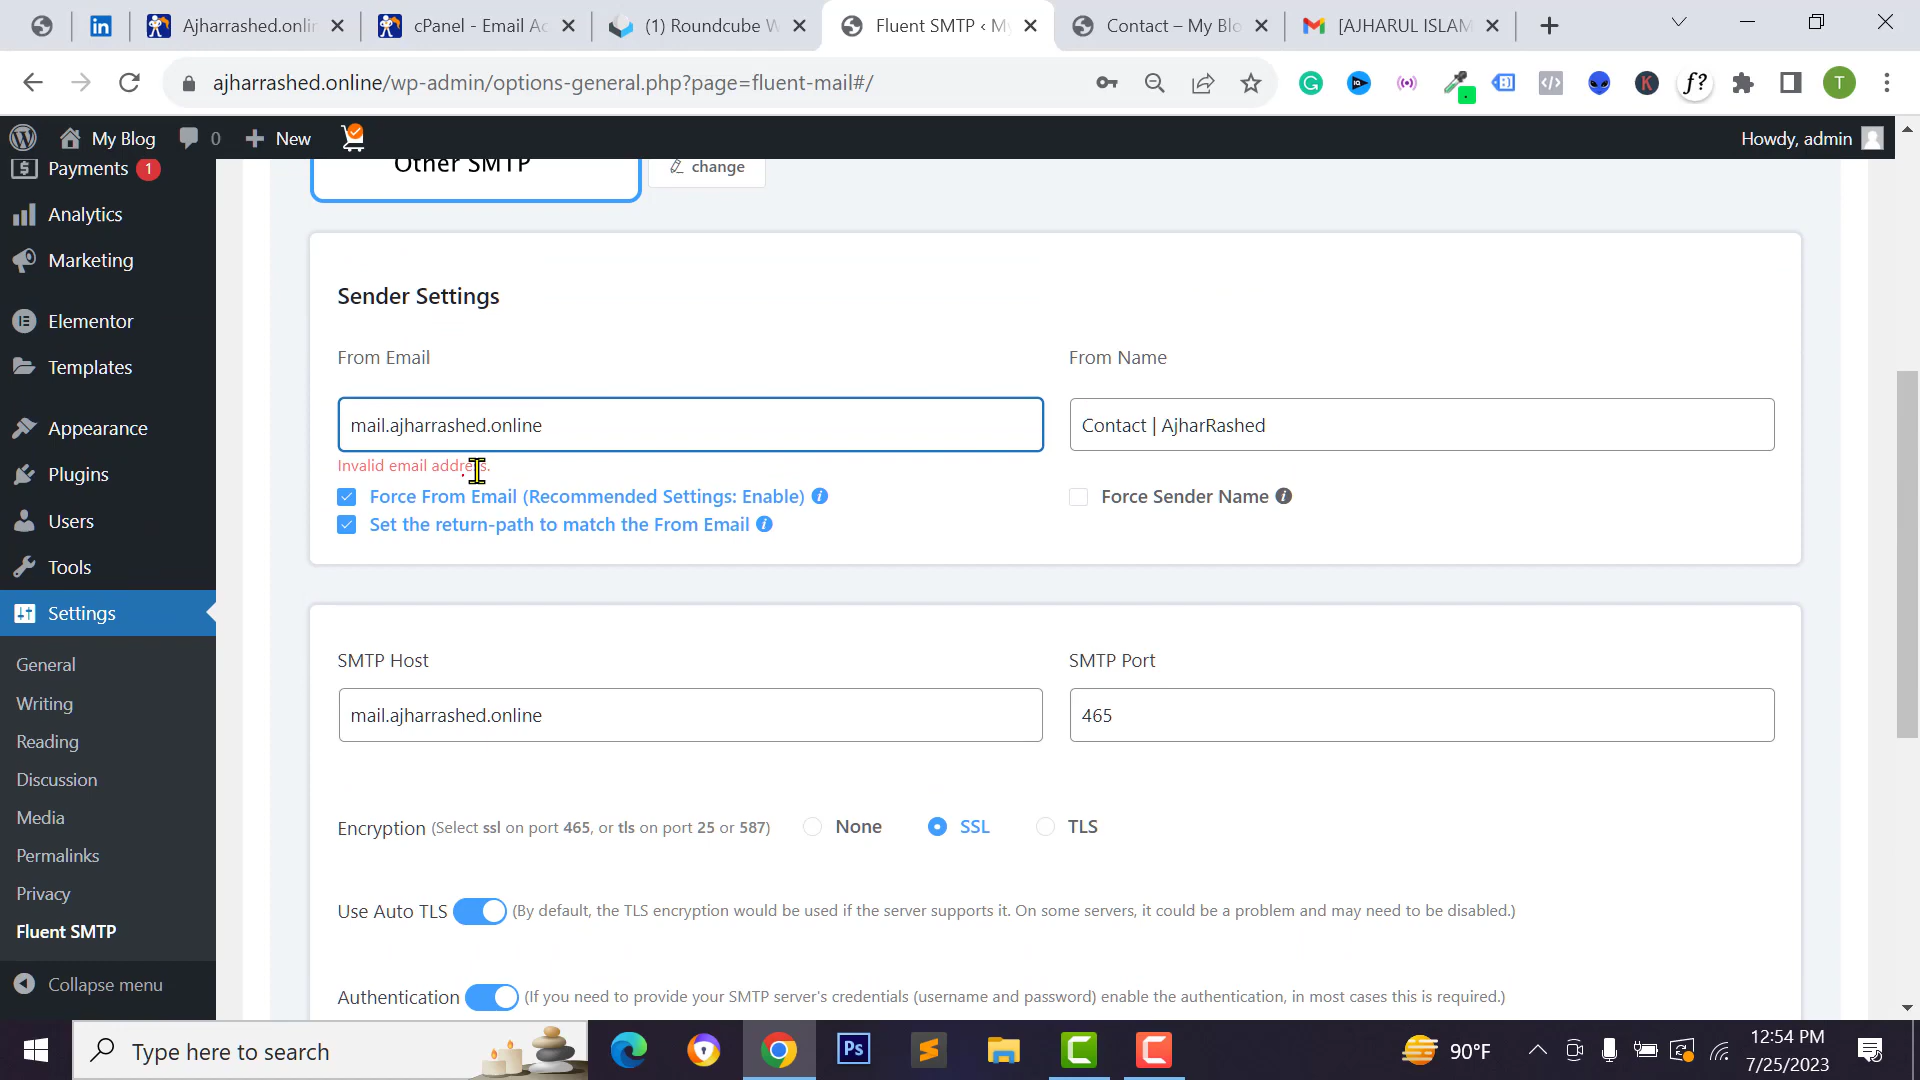 Ajharrashed.onlin
cPanel - Email Ac
(1) Roundcube W
Fluent SMTP ‹ My
Contact – My Blo
[AJHARUL ISLAM
ajharrashed.online/wp-admin/options-general.php?page=fluent-mail#/
My Blog
0
New
Howdy, admin
Payments 1
Analytics
Marketing
Elementor
Templates
Appearance
Plugins
Users
Tools
Settings
General
Writing
Reading
Discussion
Media
Permalinks
Privacy
Fluent SMTP
Collapse menu
Other SMTP
change
Sender Settings
From Email
From Name
mail.ajharrashed.online
Contact | AjharRashed
Invalid email address.
Force From Email (Recommended Settings: Enable)
Force Sender Name
Set the return-path to match the From Email
SMTP Host
SMTP Port
mail.ajharrashed.online
465
Encryption (Select ssl on port 465, or tls on port 25 or 587)
None
SSL
TLS
Use Auto TLS (By default, the TLS encryption would be used if the server supports it. On some servers, it could be a problem and may need to be disabled.)
Authentication (If you need to provide your SMTP server's credentials (username and password) enable the authentication, in most cases this is required.)
Type here to search
90°F
12:54 PM
7/25/2023